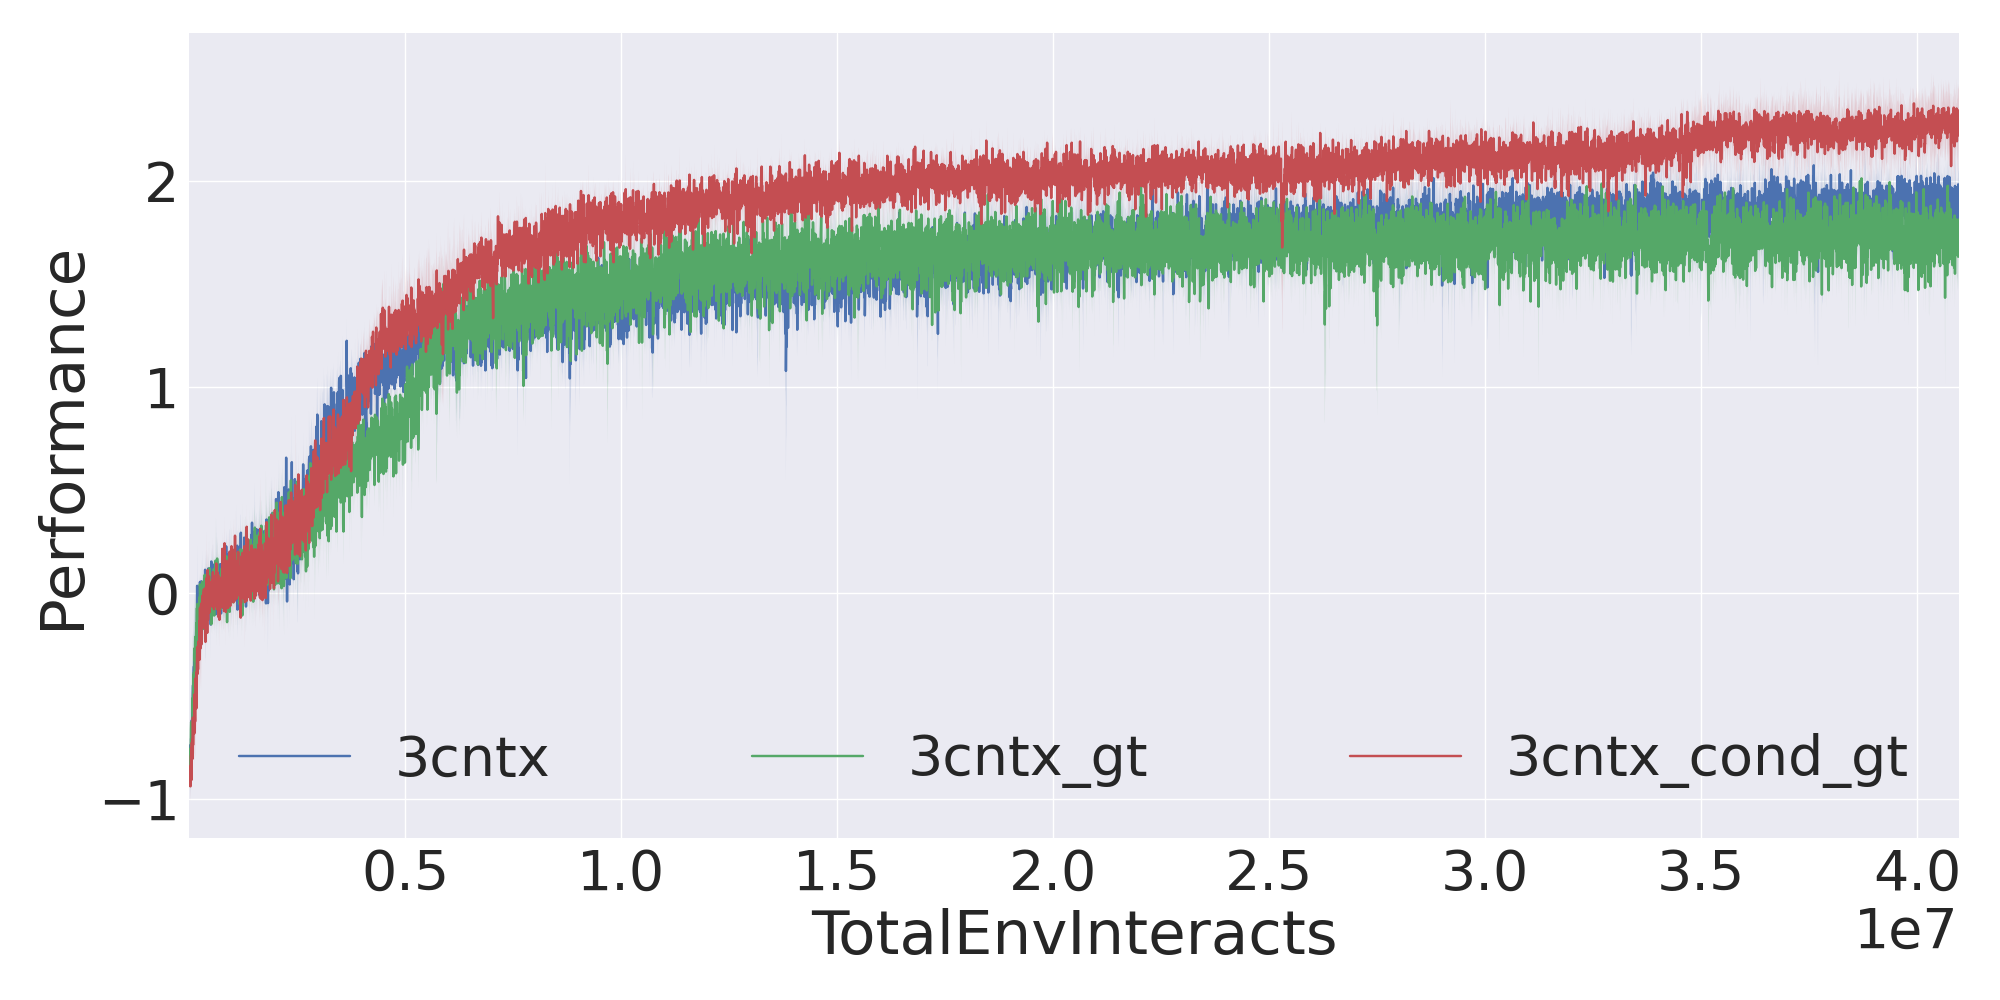 Performance
2
1
0
−1
3cntx
3cntx_gt
3cntx_cond_gt
0.5 1.0 1.5 2.0 2.5 3.0 3.5 4.0
1e7
TotalEnvInteracts